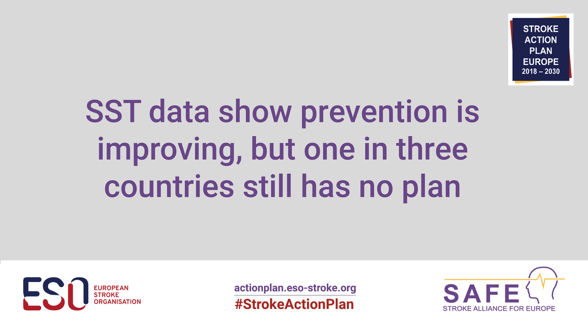 STROKE
ACTION
PLAN
EUROPE
2018 – 2030
SST data show prevention is
improving, but one in three
countries still has no plan
ESO
EUROPEAN
STROKE
ORGANISATION
actionplan.eso-stroke.org
#StrokeActionPlan
SAFE
STROKE ALLIANCE FOR EUROPE